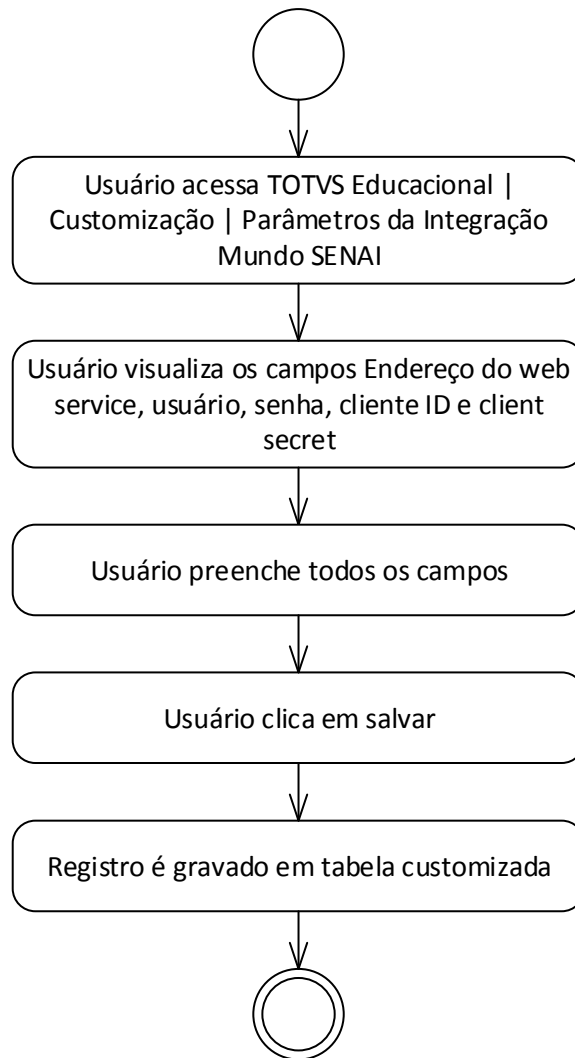 Usuário acessa TOTVS Educacional |
Customização | Parâmetros da Integração
Mundo SENAI
Usuário visualiza os campos Endereço do web
service, usuário, senha, cliente ID e client
secret
Usuário preenche todos os campos
Usuário clica em salvar
Registro é gravado em tabela customizada